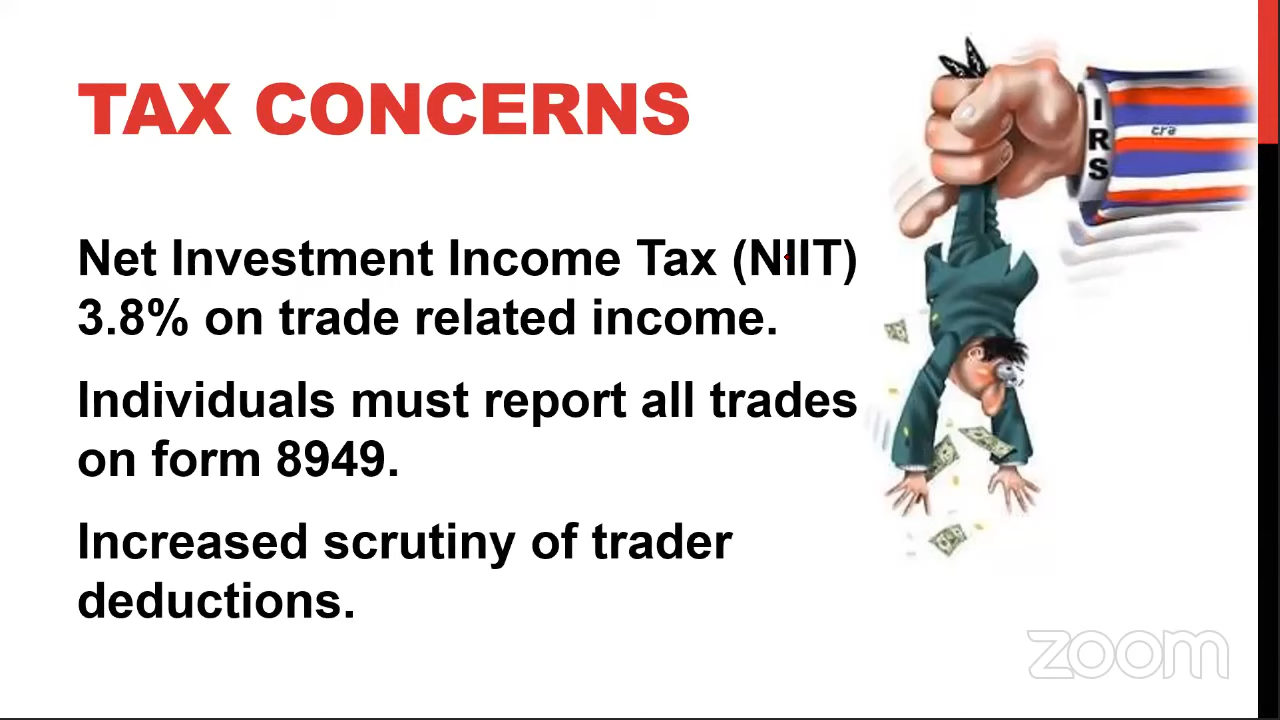 TAX CONCERNS
Net Investment Income Tax (NIIT)
3.8% on trade related income.
Individuals must report all trades
on form 8949.
Increased scrutiny of trader
deductions.
IRS
zoom